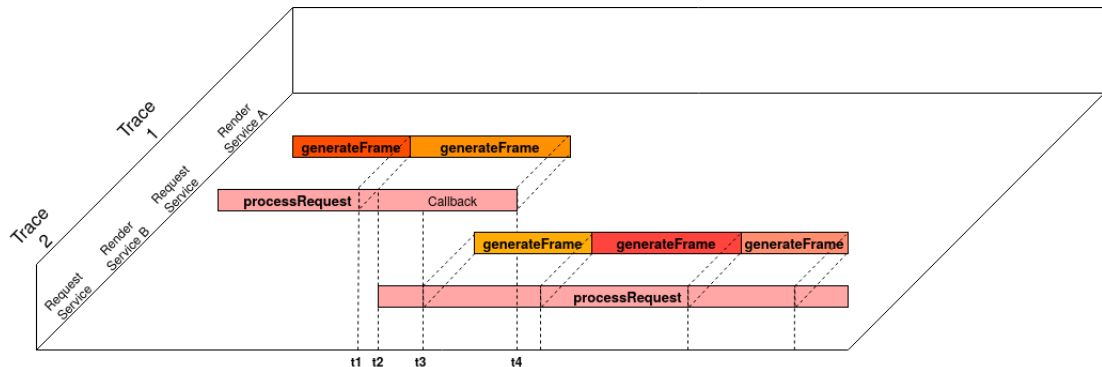 Trace
1
Render
Service A
Request
Service
Trace
2
Render
Service B
Request
Service
generateFrame
generateFrame
processRequest
Callback
generateFrame
generateFrame
generateFrame
processRequest
t1
t2
t3
t4